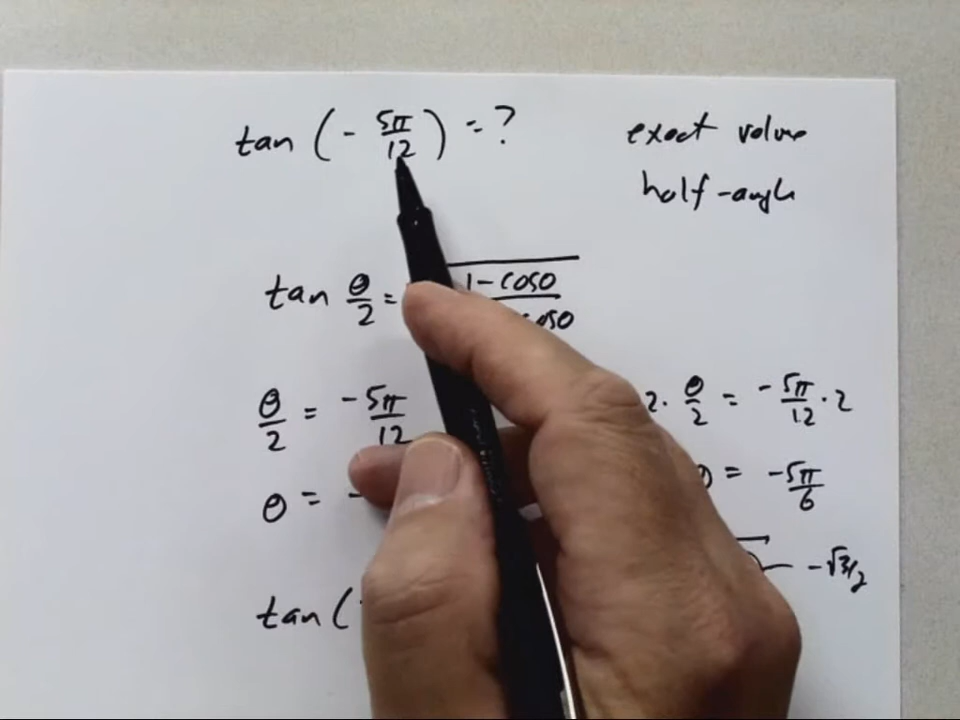 tan (- 5π/12) = ?
exact value
half-angle
tan θ/2 = 1-cosθ
cosθ
θ/2 = -5π/12
2 · θ/2 = -5π/12 · 2
θ = -
= -5π/6
-√3/2
tan (